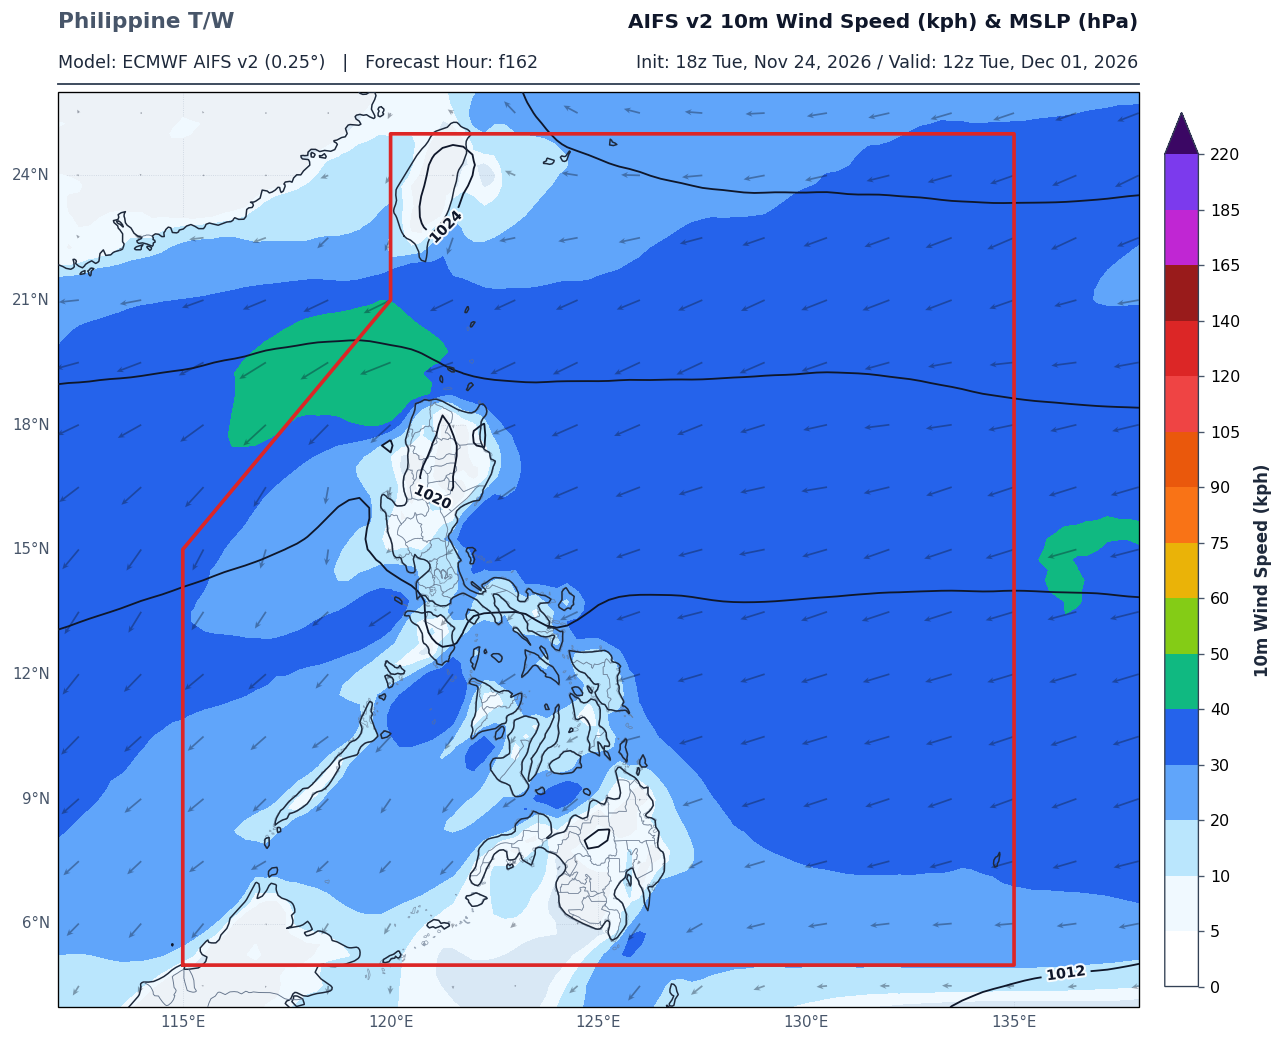 Philippine T/W
AIFS v2 10m Wind Speed (kph) & MSLP (hPa)
Model: ECMWF AIFS v2 (0.25°) | Forecast Hour: f162
Init: 18z Tue, Nov 24, 2026 / Valid: 12z Tue, Dec 01, 2026
24°N
21°N
18°N
15°N
12°N
9°N
6°N
1024
1020
1012
115°E
120°E
125°E
130°E
135°E
220
185
165
140
120
105
90
75
60
50
40
30
20
10
5
0
10m Wind Speed (kph)